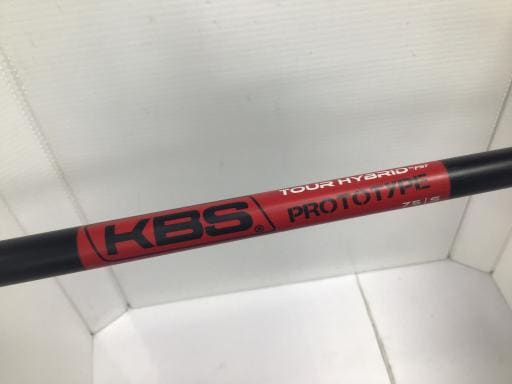 KBS®
TOUR HYBRID
PROTOTYPE
75/S